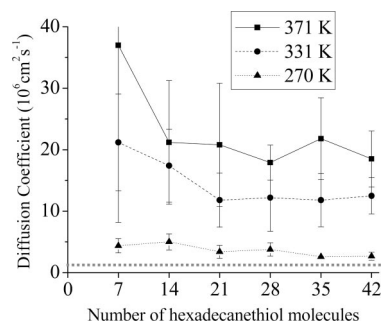 371 K
331 K
270 K
Diffusion Coefficient (10⁶cm²s⁻¹)
40
30
20
10
0
0 7 14 21 28 35 42
Number of hexadecanethiol molecules